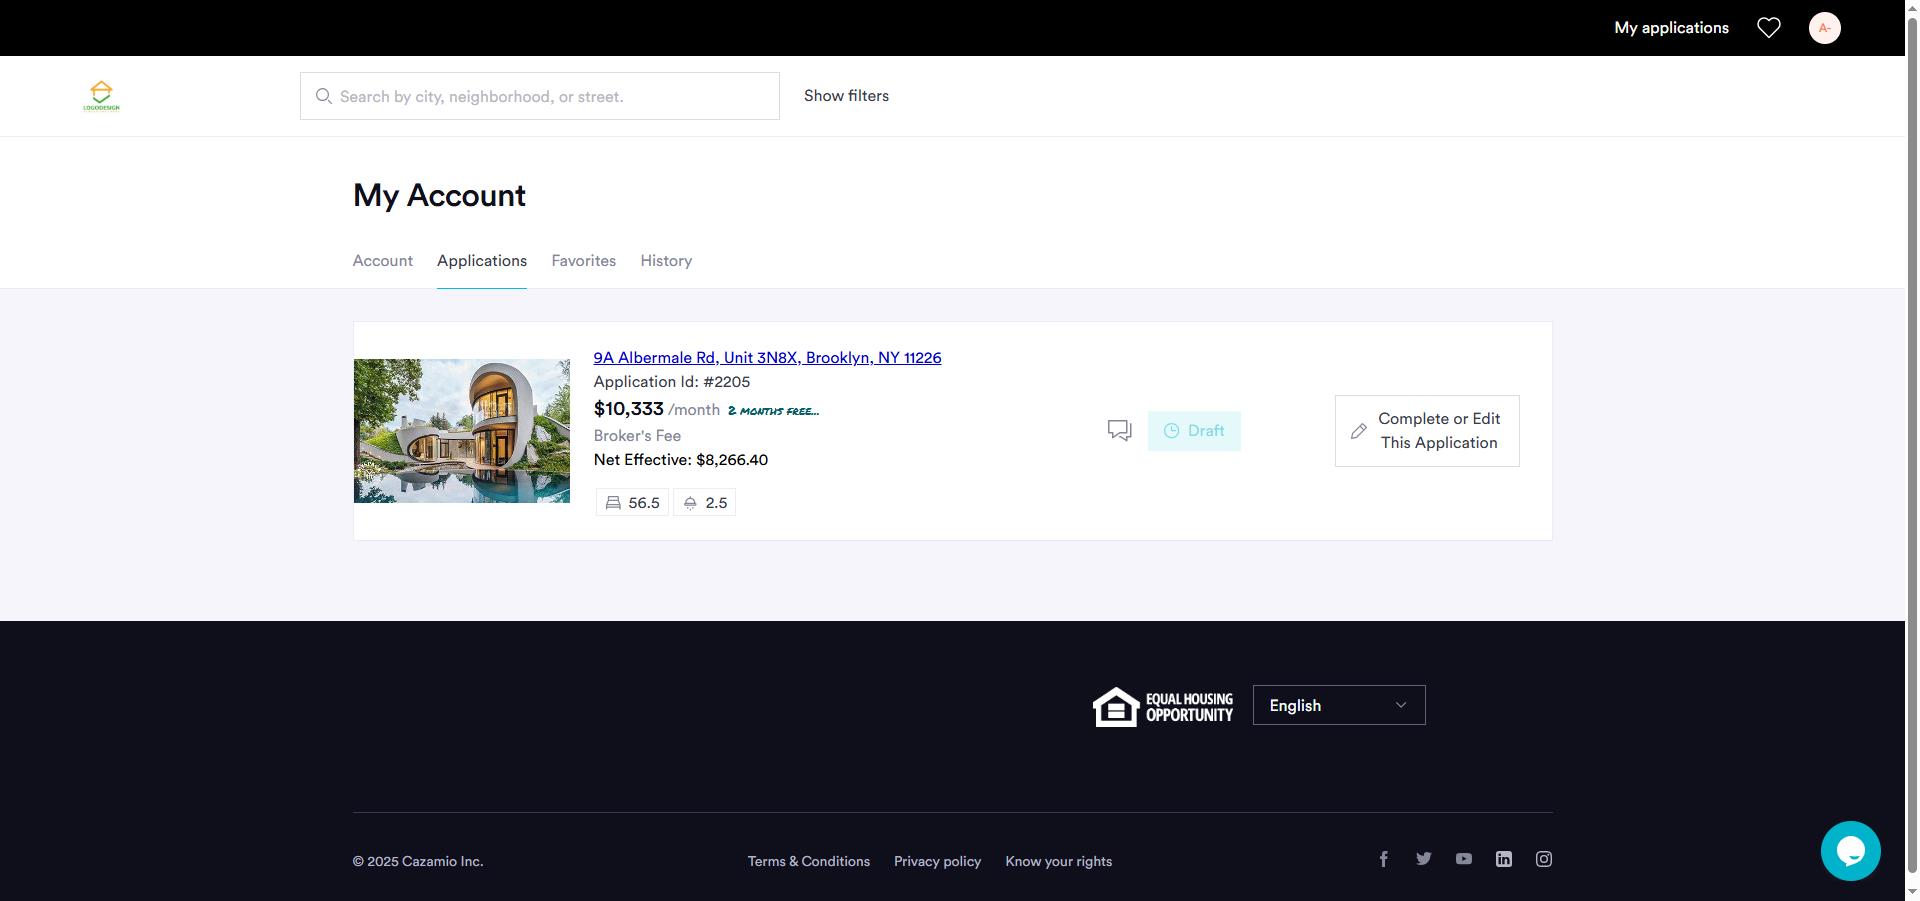 My applications
A-
LOGODESIGN
Search by city, neighborhood, or street.
Show filters
My Account
Account
Applications
Favorites
History
9A Albermale Rd, Unit 3N8X, Brooklyn, NY 11226
Application Id: #2205
$10,333 /month 2 MONTHS FREE...
Broker's Fee
Net Effective: $8,266.40
56.5
2.5
Draft
Complete or Edit
This Application
EQUAL HOUSING
OPPORTUNITY
English
© 2025 Cazamio Inc.
Terms & Conditions
Privacy policy
Know your rights